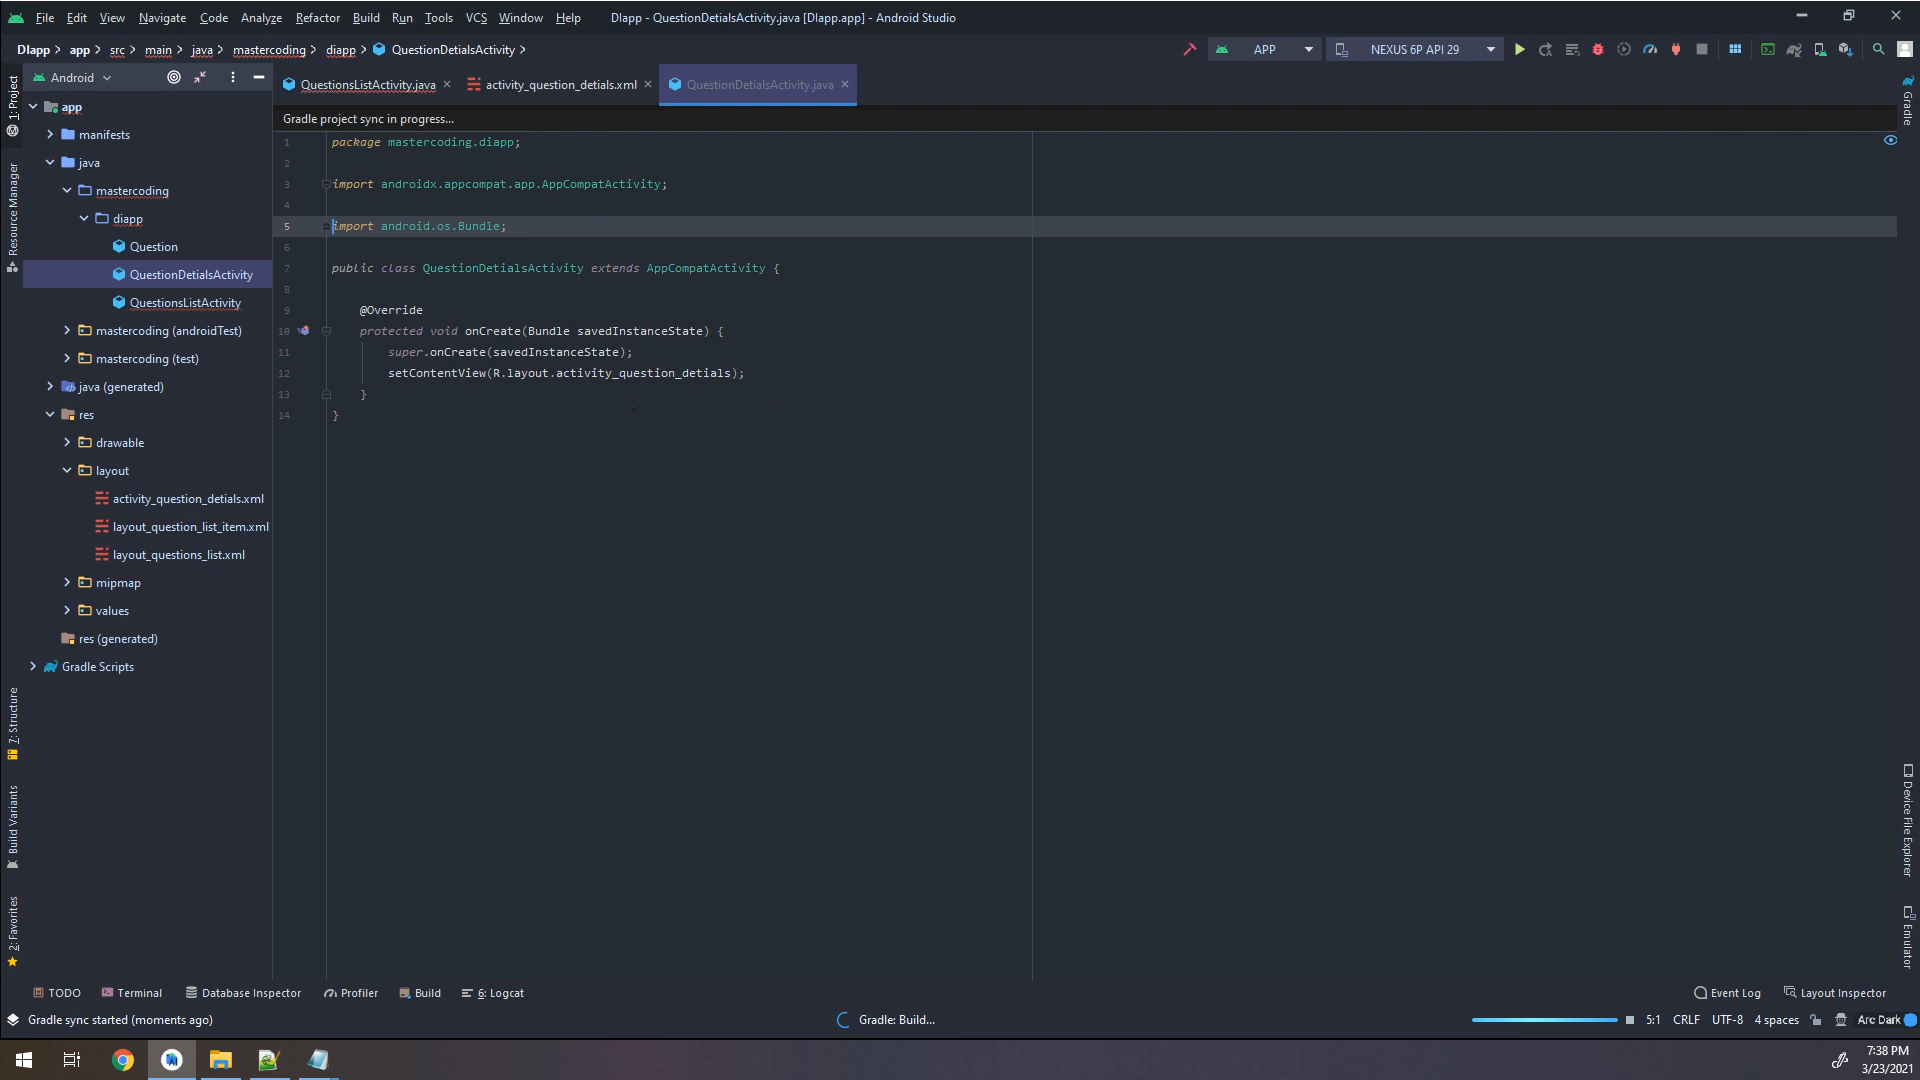 File Edit View Navigate Code Analyze Refactor Build Run Tools VCS Window Help DIapp - QuestionDetialsActivity.java [DIapp.app] - Android Studio
DIapp app src main java mastercoding diapp QuestionDetialsActivity APP NEXUS 6P API 29
Android QuestionsListActivity.java activity_question_detials.xml QuestionDetialsActivity.java
Gradle project sync in progress...
1: Project
Resource Manager
7: Structure
Build Variants
2: Favorites
app
manifests
java
mastercoding
diapp
Question
QuestionDetialsActivity
QuestionsListActivity
mastercoding (androidTest)
mastercoding (test)
java (generated)
res
drawable
layout
activity_question_detials.xml
layout_question_list_item.xml
layout_questions_list.xml
mipmap
values
res (generated)
Gradle Scripts
1 package mastercoding.diapp;
2
3 import androidx.appcompat.app.AppCompatActivity;
4
5 import android.os.Bundle;
6
7 public class QuestionDetialsActivity extends AppCompatActivity {
8
9 @Override
10 protected void onCreate(Bundle savedInstanceState) {
11 super.onCreate(savedInstanceState);
12 setContentView(R.layout.activity_question_detials);
13 }
14 }
Gradle
Device File Explorer
Emulator
TODO Terminal Database Inspector Profiler Build 6: Logcat Event Log Layout Inspector
Gradle sync started (moments ago) Gradle: Build... 5:1 CRLF UTF-8 4 spaces Arc Dark
7:38 PM
3/23/2021